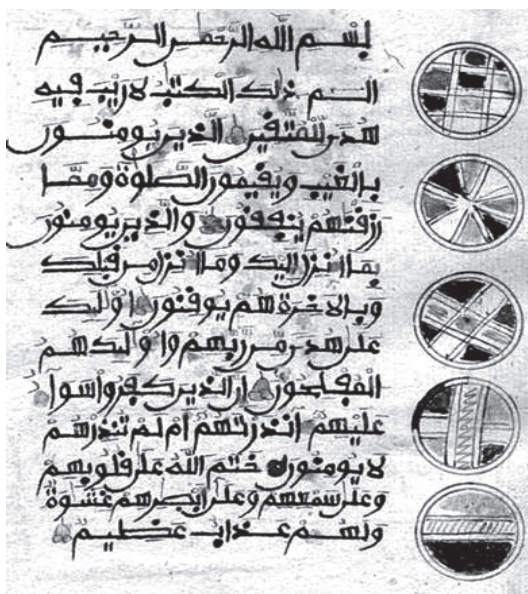 بسم الله الرحمن الرحيم
الم ذلك الكتب لا ريب فيه
هدى للمتقين الذين يومنون
بالغيب ويقيمون الصلوة ومما
رزقنهم ينفقون والذين يومنون
بما انزل اليك وما انزل من قبلك
وبالاخرة هم يوقنون اولئك
على هدى من ربهم واولئك هم
المفلحون ان الذين كفروا سوا
عليهم آنذرتهم ام لم تنذرهم
لا يومنون ختم الله على قلوبهم
وعلى سمعهم وعلى ابصرهم غشوة
ولهم عذاب عظيم